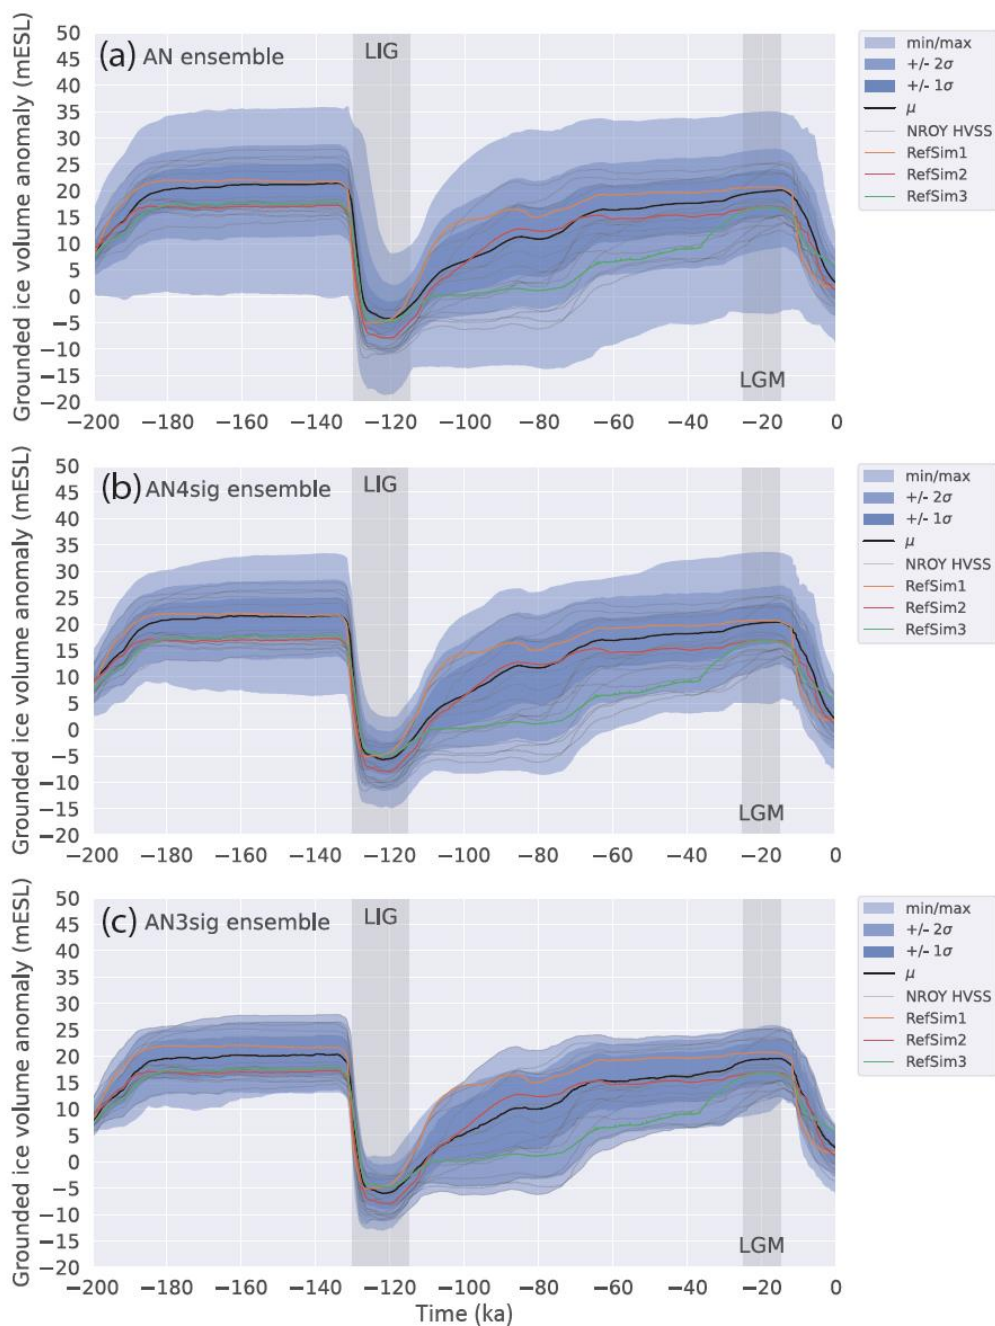 (a) AN ensemble
LIG
LGM
Grounded ice volume anomaly (mESL)
50
45
40
35
30
25
20
15
10
5
0
−5
−10
−15
−20
−200 −180 −160 −140 −120 −100 −80 −60 −40 −20 0
min/max
+/- 2σ
+/- 1σ
μ
NROY HVSS
RefSim1
RefSim2
RefSim3
(b) AN4sig ensemble
LIG
LGM
Grounded ice volume anomaly (mESL)
50
45
40
35
30
25
20
15
10
5
0
−5
−10
−15
−20
−200 −180 −160 −140 −120 −100 −80 −60 −40 −20 0
min/max
+/- 2σ
+/- 1σ
μ
NROY HVSS
RefSim1
RefSim2
RefSim3
(c) AN3sig ensemble
LIG
LGM
Grounded ice volume anomaly (mESL)
50
45
40
35
30
25
20
15
10
5
0
−5
−10
−15
−20
−200 −180 −160 −140 −120 −100 −80 −60 −40 −20 0
Time (ka)
min/max
+/- 2σ
+/- 1σ
μ
NROY HVSS
RefSim1
RefSim2
RefSim3